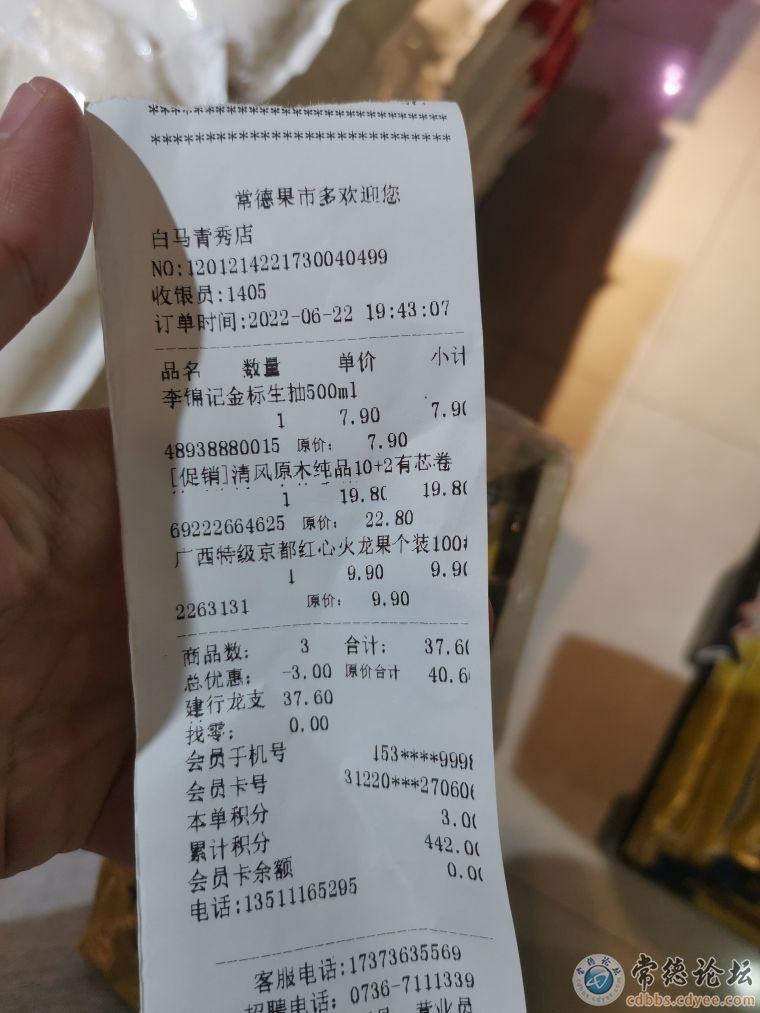 ***************************
***************************
常德果市多欢迎您
白马青秀店
NO:1201214221730040499
收银员:1405
订单时间:2022-06-22 19:43:07
品名 数量 单价 小计
李锦记金标生抽500ml
1 7.90 7.90
48938880015 原价: 7.90
[促销]清风原木纯品10+2有芯卷
1 19.80 19.80
69222664625 原价: 22.80
广西特级京都红心火龙果个装100
1 9.90 9.90
2263131 原价: 9.90
商品数: 3 合计: 37.60
总优惠: -3.00 原价合计 40.60
建行龙支 37.60
找零: 0.00
会员手机号 153****9998
会员卡号 31220***270606
本单积分 3.00
累计积分 442.00
会员卡余额 0.00
电话:13511165295
客服电话:17373635569
招聘电话: 0736-7111339
营业员
常德论坛
cdbbs.cdyee.com